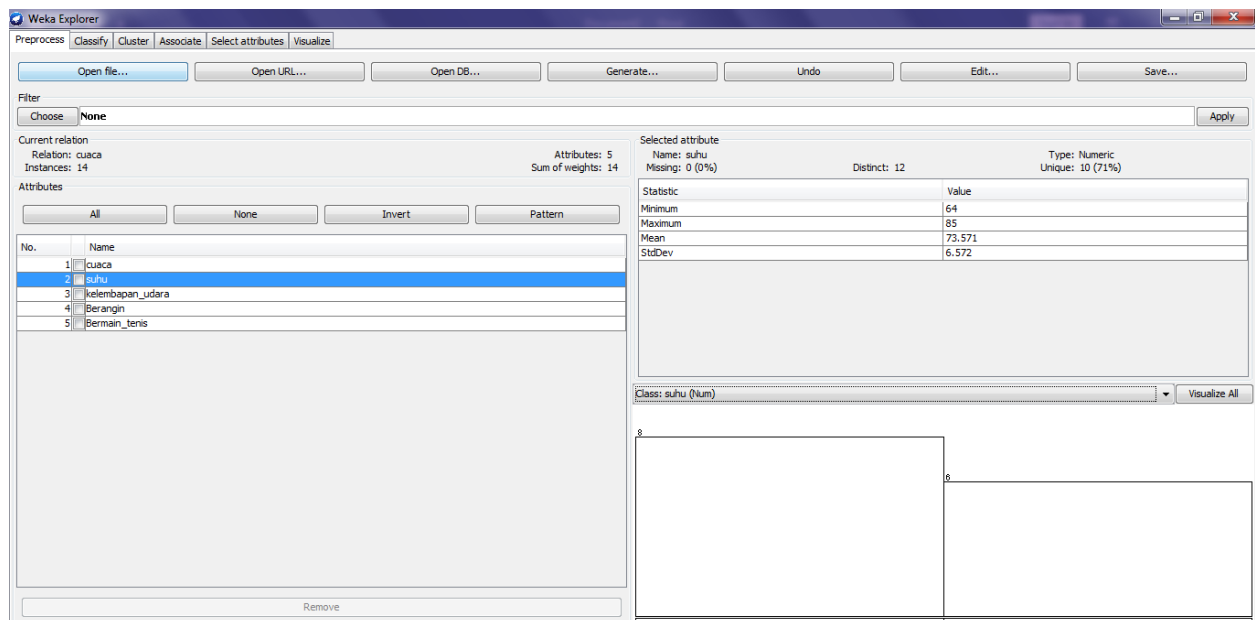 Weka Explorer
Preprocess Classify Cluster Associate Select attributes Visualize
Open file... Open URL... Open DB... Generate... Undo Edit... Save...
Filter
Choose None Apply
Current relation
Relation: cuaca Attributes: 5
Instances: 14 Sum of weights: 14
Selected attribute
Name: suhu Type: Numeric
Missing: 0 (0%) Distinct: 12 Unique: 10 (71%)
Attributes
All None Invert Pattern
No. Name
1 cuaca
2 suhu
3 kelembapan_udara
4 Berangin
5 Bermain_tenis
Remove
Statistic Value
Minimum 64
Maximum 85
Mean 73.571
StdDev 6.572
Class: suhu (Num) Visualize All
8
6